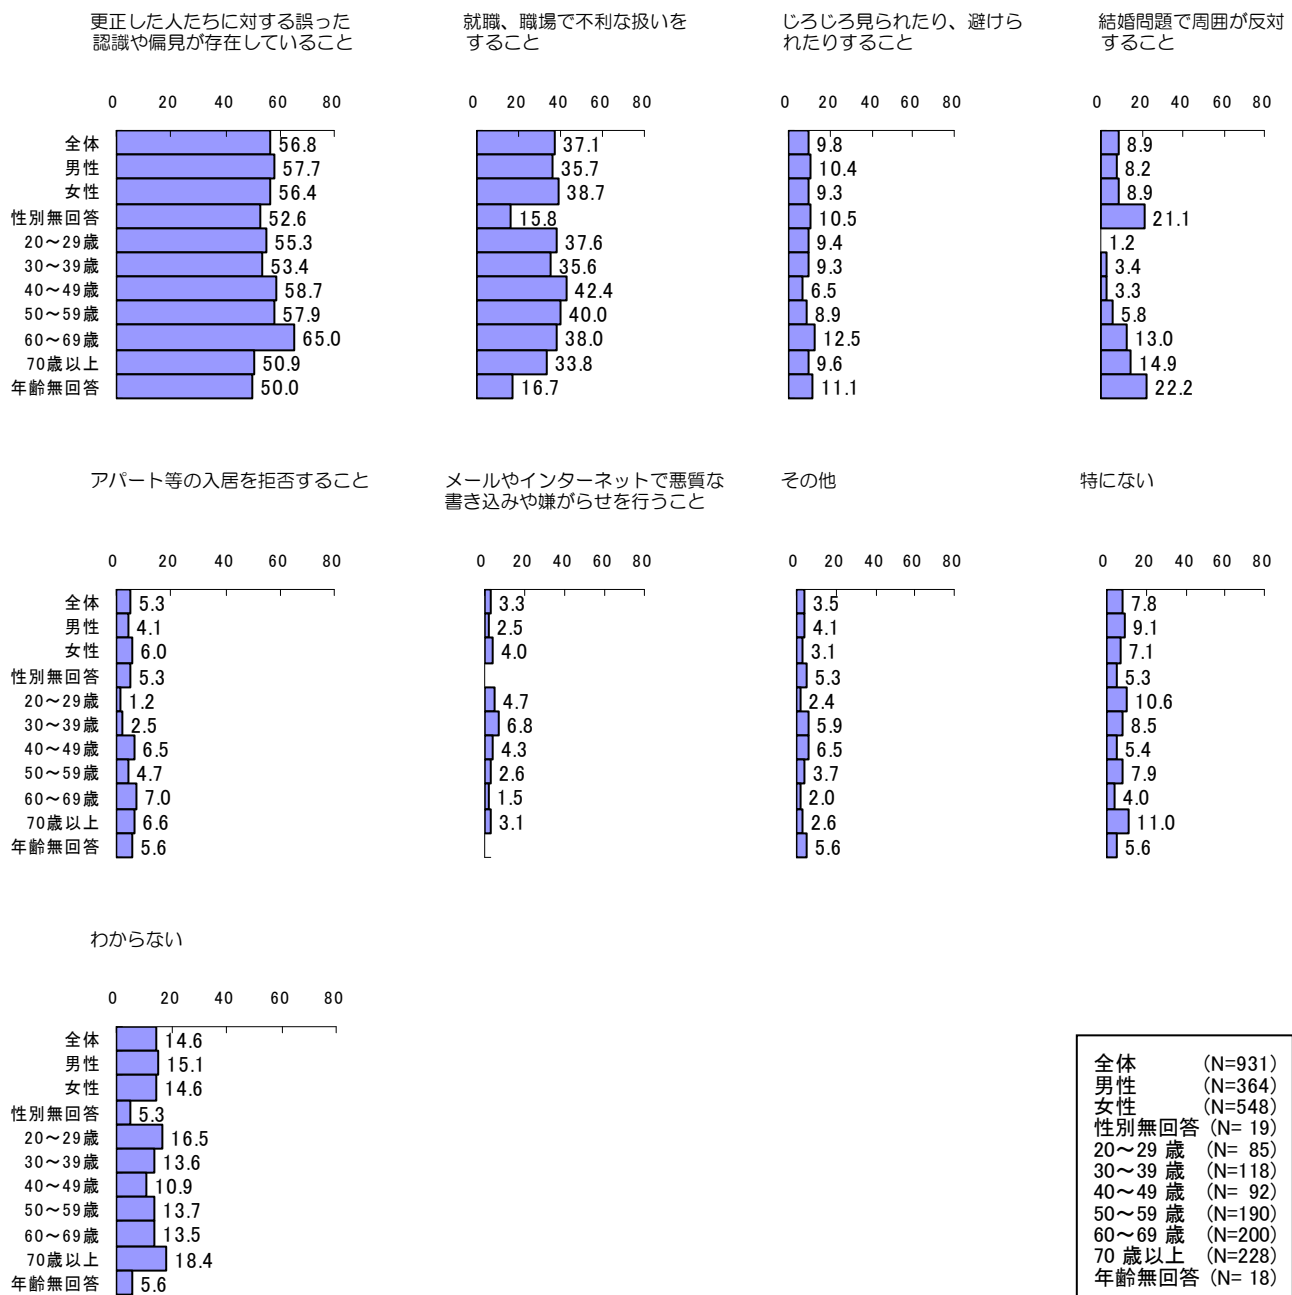 更正した人たちに対する誤った
認識や偏見が存在していること
0 20 40 60 80
全体 56.8
男性 57.7
女性 56.4
性別無回答 52.6
20～29歳 55.3
30～39歳 53.4
40～49歳 58.7
50～59歳 57.9
60～69歳 65.0
70歳以上 50.9
年齢無回答 50.0
就職、職場で不利な扱いを
すること
0 20 40 60 80
37.1
35.7
38.7
15.8
37.6
35.6
42.4
40.0
38.0
33.8
16.7
じろじろ見られたり、避けら
れたりすること
0 20 40 60 80
9.8
10.4
9.3
10.5
9.4
9.3
6.5
8.9
12.5
9.6
11.1
結婚問題で周囲が反対
すること
0 20 40 60 80
8.9
8.2
8.9
21.1
1.2
3.4
3.3
5.8
13.0
14.9
22.2
アパート等の入居を拒否すること
0 20 40 60 80
全体 5.3
男性 4.1
女性 6.0
性別無回答 5.3
20～29歳 1.2
30～39歳 2.5
40～49歳 6.5
50～59歳 4.7
60～69歳 7.0
70歳以上 6.6
年齢無回答 5.6
メールやインターネットで悪質な
書き込みや嫌がらせを行うこと
0 20 40 60 80
3.3
2.5
4.0
4.7
6.8
4.3
2.6
1.5
3.1
その他
0 20 40 60 80
3.5
4.1
3.1
5.3
2.4
5.9
6.5
3.7
2.0
2.6
5.6
特にない
0 20 40 60 80
7.8
9.1
7.1
5.3
10.6
8.5
5.4
7.9
4.0
11.0
5.6
わからない
0 20 40 60 80
全体 14.6
男性 15.1
女性 14.6
性別無回答 5.3
20～29歳 16.5
30～39歳 13.6
40～49歳 10.9
50～59歳 13.7
60～69歳 13.5
70歳以上 18.4
年齢無回答 5.6
全体 (N=931)
男性 (N=364)
女性 (N=548)
性別無回答 (N= 19)
20～29 歳 (N= 85)
30～39 歳 (N=118)
40～49 歳 (N= 92)
50～59 歳 (N=190)
60～69 歳 (N=200)
70 歳以上 (N=228)
年齢無回答 (N= 18)